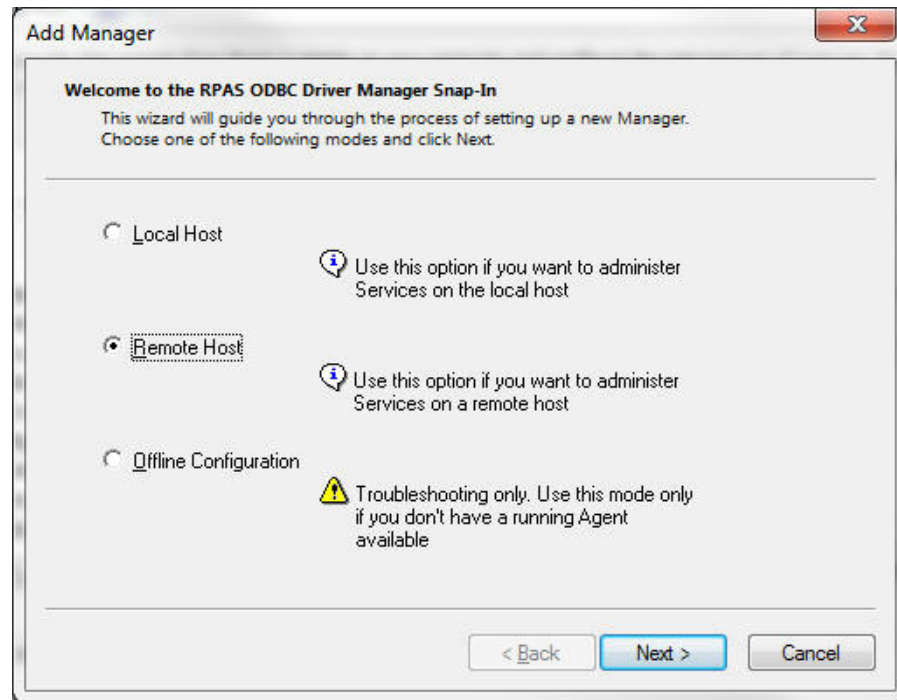 Add Manager
Welcome to the RPAS ODBC Driver Manager Snap-In
This wizard will guide you through the process of setting up a new Manager.
Choose one of the following modes and click Next.
Local Host
Use this option if you want to administer
Services on the local host
Remote Host
Use this option if you want to administer
Services on a remote host
Offline Configuration
Troubleshooting only. Use this mode only
if you don't have a running Agent
available
< Back Next > Cancel